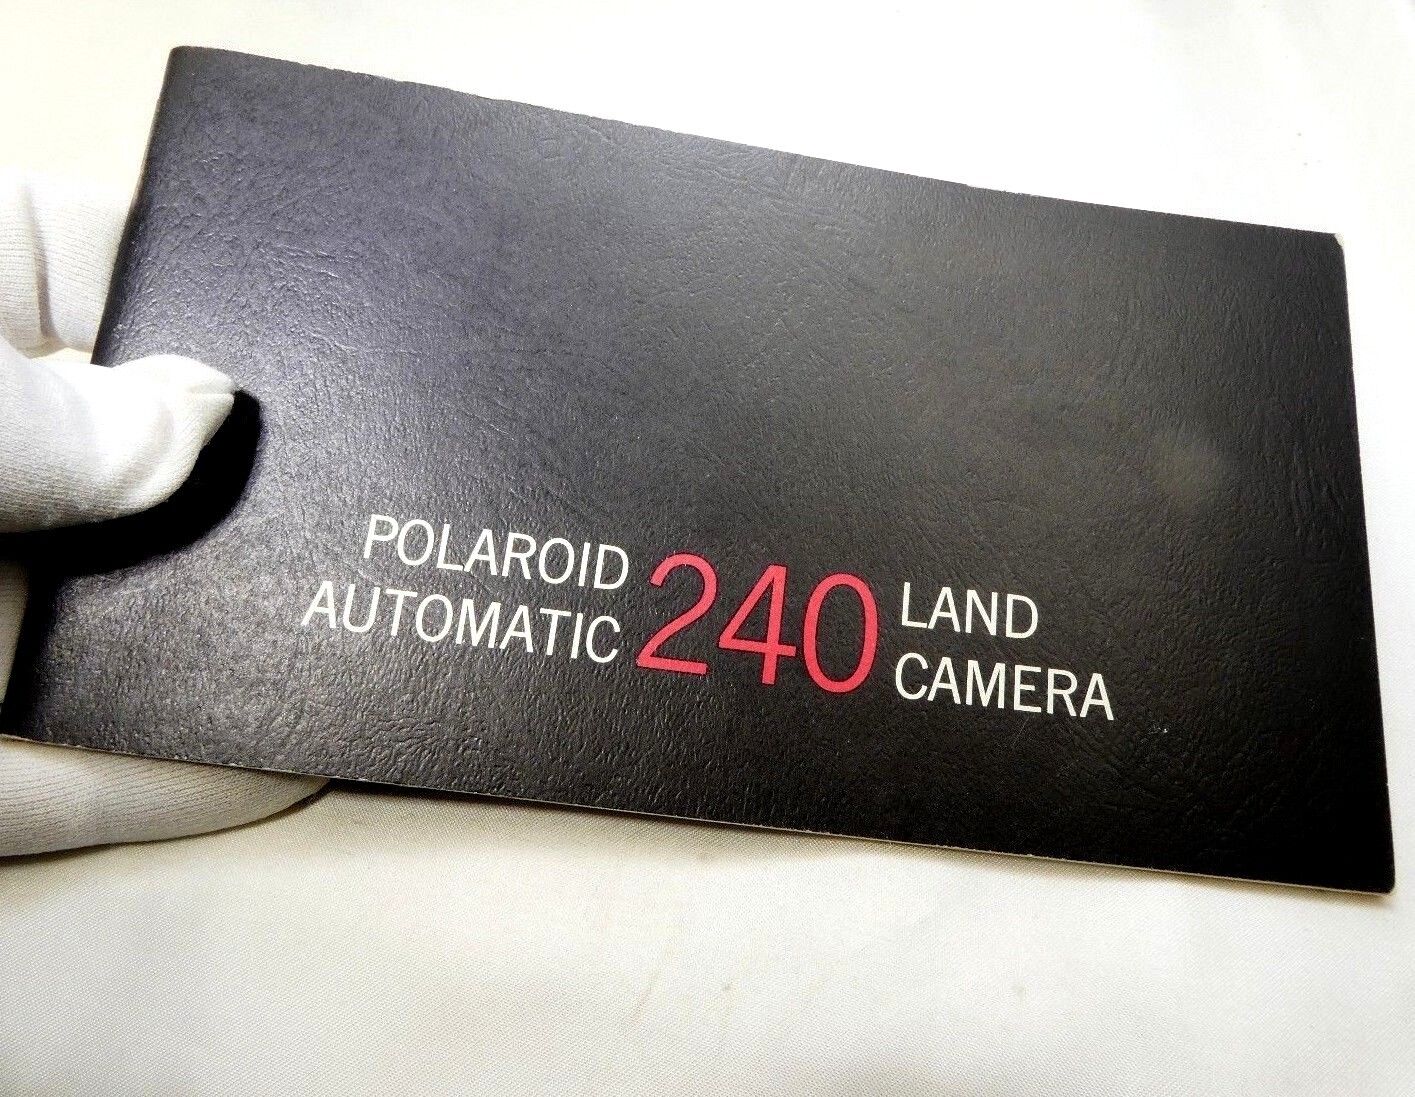 POLAROID
AUTOMATIC
240
LAND
CAMERA